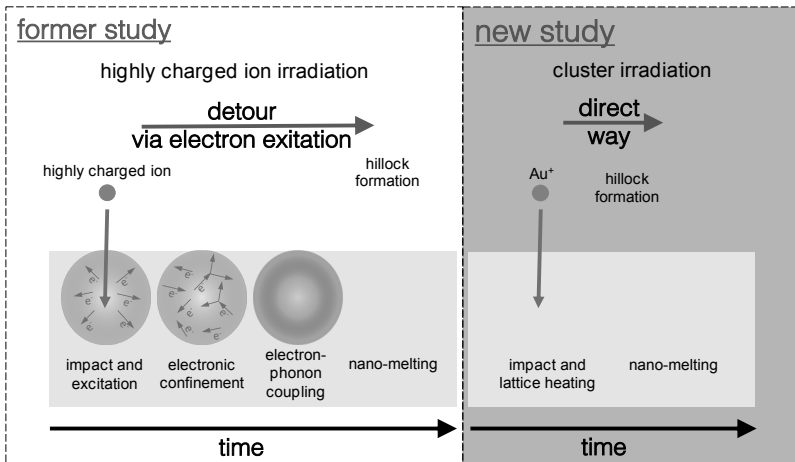 former study
highly charged ion irradiation
detour
via electron exitation
highly charged ion
hillock
formation
e⁻ e⁻ e⁻ e⁻ e⁻ e⁻
e⁻ e⁻ e⁻ e⁻ e⁻ e⁻
impact and
excitation
electronic
confinement
electron-
phonon
coupling
nano-melting
time
new study
cluster irradiation
direct
way
Au⁺
hillock
formation
impact and
lattice heating
nano-melting
time